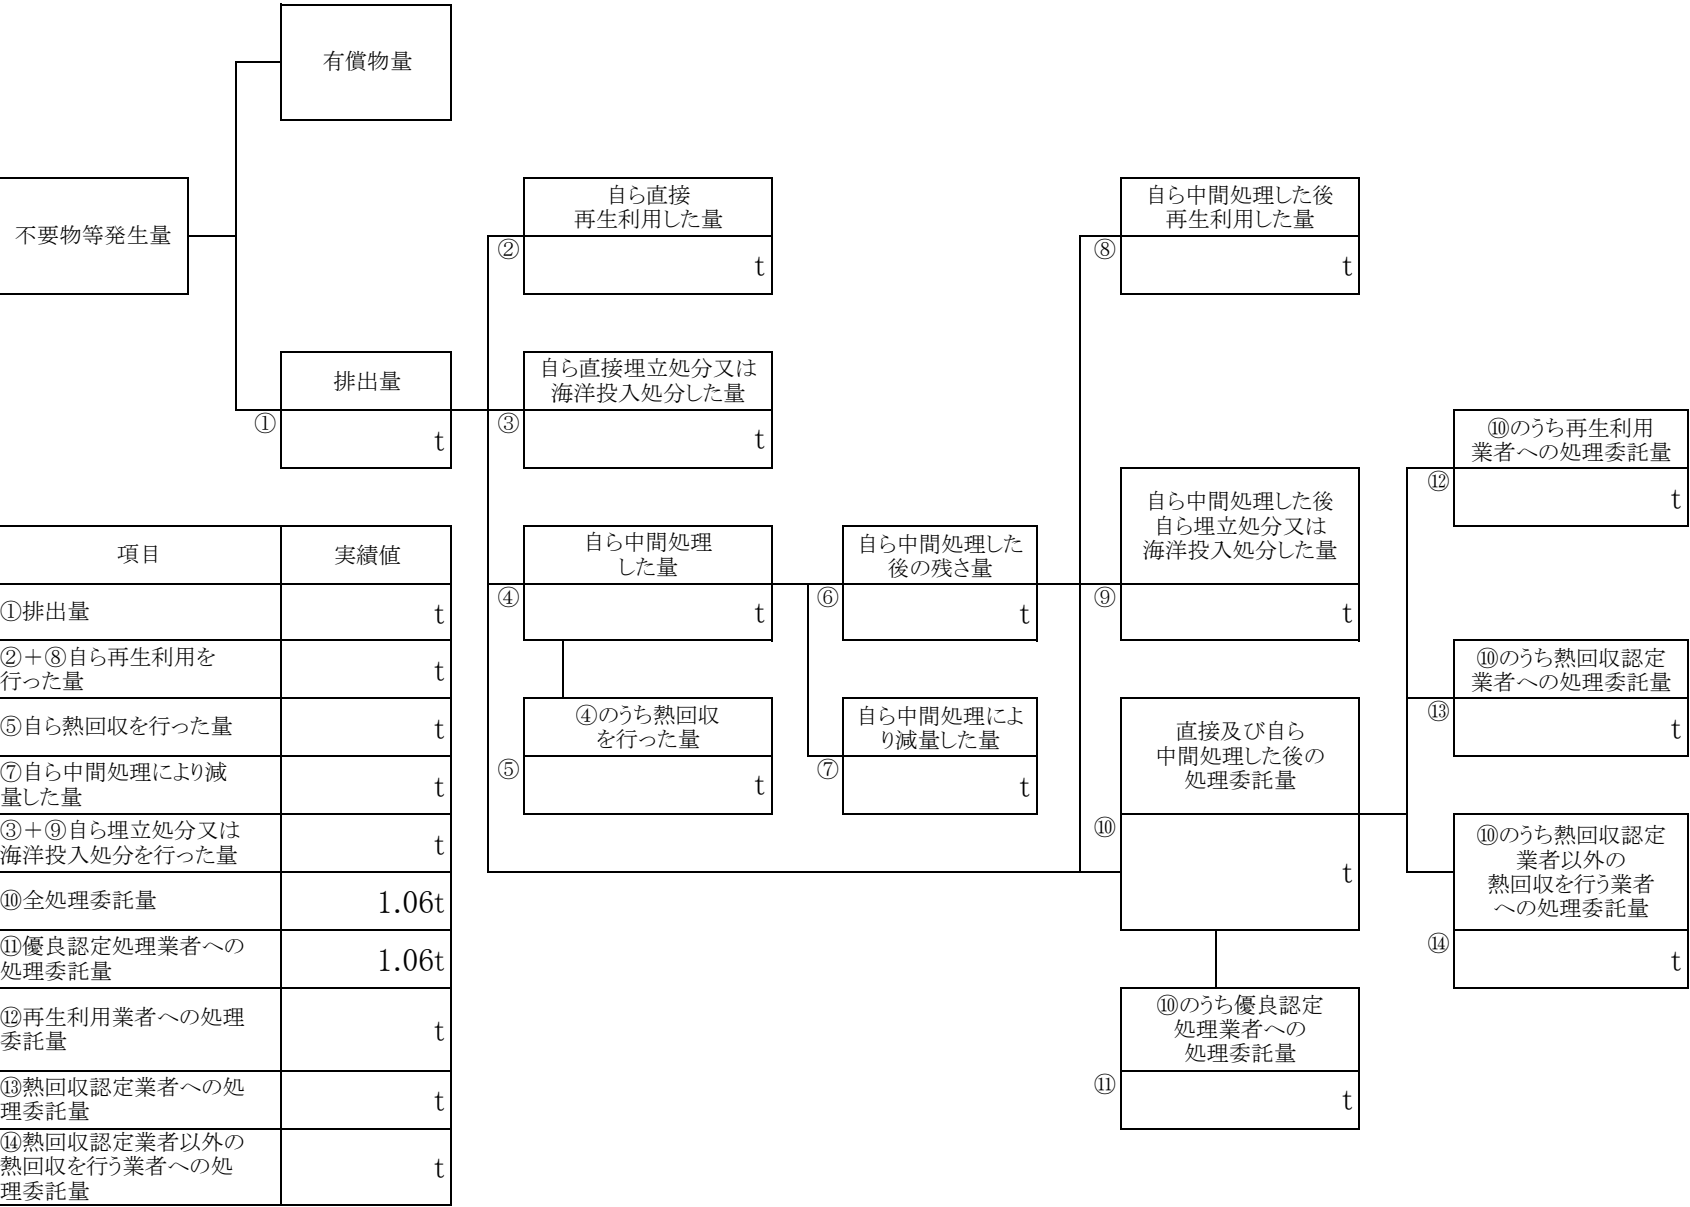 有償物量
不要物等発生量
自ら直接
再生利用した量
②
t
自ら中間処理した後
再生利用した量
⑧
t
排出量
①
t
自ら直接埋立処分又は
海洋投入処分した量
③
t
⑩のうち再生利用
業者への処理委託量
⑫
t
自ら中間処理
した量
④
t
自ら中間処理した
後の残さ量
⑥
t
自ら中間処理した後
自ら埋立処分又は
海洋投入処分した量
⑨
t
⑩のうち熱回収認定
業者への処理委託量
⑬
t
④のうち熱回収
を行った量
⑤
t
自ら中間処理によ
り減量した量
⑦
t
直接及び自ら
中間処理した後の
処理委託量
⑩
t
⑩のうち熱回収認定
業者以外の
熱回収を行う業者
への処理委託量
⑭
t
⑩のうち優良認定
処理業者への
処理委託量
⑪
t
項目 実績値
①排出量 t
②＋⑧自ら再生利用を
行った量
t
⑤自ら熱回収を行った量 t
⑦自ら中間処理により減
量した量
t
③＋⑨自ら埋立処分又は
海洋投入処分を行った量
t
⑩全処理委託量 1.06t
⑪優良認定処理業者への
処理委託量
1.06t
⑫再生利用業者への処理
委託量
t
⑬熱回収認定業者への処
理委託量
t
⑭熱回収認定業者以外の
熱回収を行う業者への処
理委託量
t